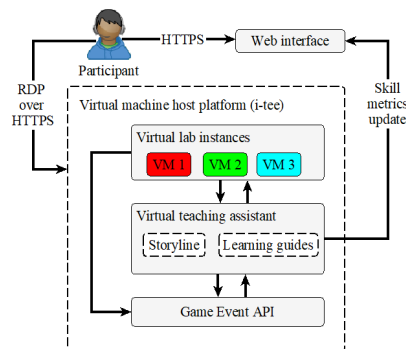 HTTPS
Web interface
Participant
RDP
over
HTTPS
Skill
metrics
update
Virtual machine host platform (i-tee)
Virtual lab instances
VM 1
VM 2
VM 3
Virtual teaching assistant
Storyline
Learning guides
Game Event API